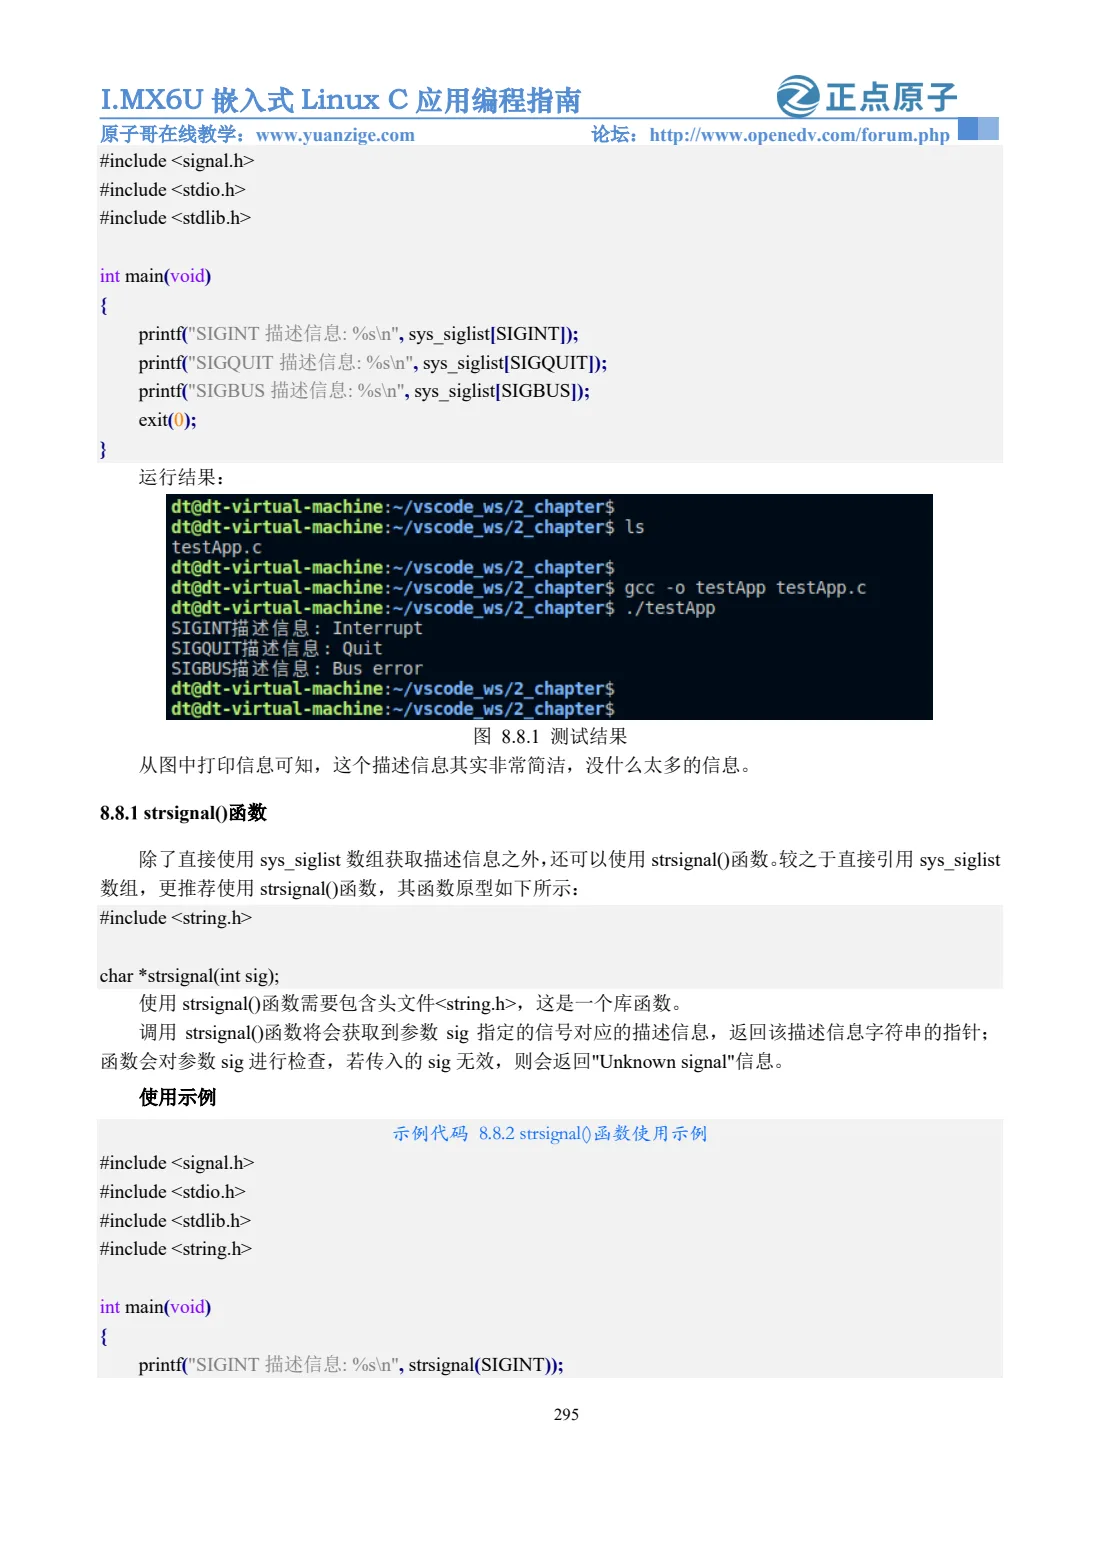 I.MX6U 嵌入式 Linux C 应用编程指南
正点原子
原子哥在线教学：www.yuanzige.com 论坛：http://www.openedv.com/forum.php
#include <signal.h>
#include <stdio.h>
#include <stdlib.h>
int main(void)
{
printf("SIGINT 描述信息: %s\n", sys_siglist[SIGINT]);
printf("SIGQUIT 描述信息: %s\n", sys_siglist[SIGQUIT]);
printf("SIGBUS 描述信息: %s\n", sys_siglist[SIGBUS]);
exit(0);
}
运行结果：
dt@dt-virtual-machine:~/vscode_ws/2_chapter$
dt@dt-virtual-machine:~/vscode_ws/2_chapter$ ls
testApp.c
dt@dt-virtual-machine:~/vscode_ws/2_chapter$
dt@dt-virtual-machine:~/vscode_ws/2_chapter$ gcc -o testApp testApp.c
dt@dt-virtual-machine:~/vscode_ws/2_chapter$ ./testApp
SIGINT描述信息: Interrupt
SIGQUIT描述信息: Quit
SIGBUS描述信息: Bus error
dt@dt-virtual-machine:~/vscode_ws/2_chapter$
dt@dt-virtual-machine:~/vscode_ws/2_chapter$
图 8.8.1 测试结果
从图中打印信息可知，这个描述信息其实非常简洁，没什么太多的信息。
8.8.1 strsignal()函数
除了直接使用 sys_siglist 数组获取描述信息之外，还可以使用 strsignal()函数。较之于直接引用 sys_siglist
数组，更推荐使用 strsignal()函数，其函数原型如下所示：
#include <string.h>
char *strsignal(int sig);
使用 strsignal()函数需要包含头文件<string.h>，这是一个库函数。
调用 strsignal()函数将会获取到参数 sig 指定的信号对应的描述信息，返回该描述信息字符串的指针；
函数会对参数 sig 进行检查，若传入的 sig 无效，则会返回"Unknown signal"信息。
使用示例
示例代码 8.8.2 strsignal()函数使用示例
#include <signal.h>
#include <stdio.h>
#include <stdlib.h>
#include <string.h>
int main(void)
{
printf("SIGINT 描述信息: %s\n", strsignal(SIGINT));
295